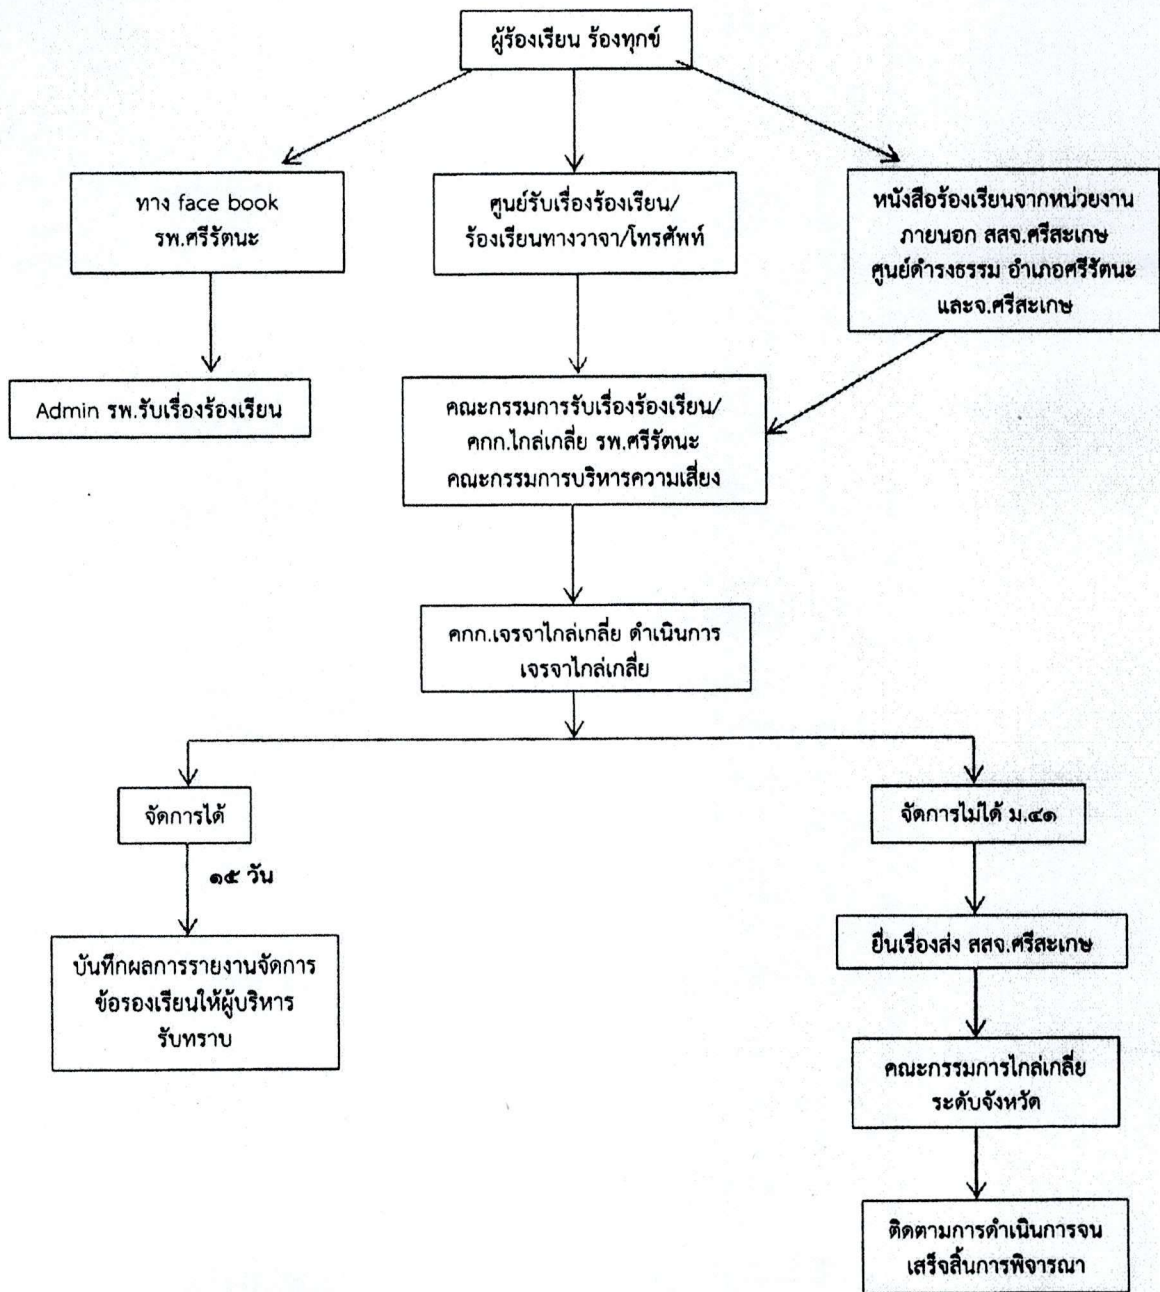 ผู้ร้องเรียน ร้องทุกข์
ทาง face book
รพ.ศรีรัตนะ
ศูนย์รับเรื่องร้องเรียน/
ร้องเรียนทางวาจา/โทรศัพท์
หนังสือร้องเรียนจากหน่วยงาน
ภายนอก สสจ.ศรีสะเกษ
ศูนย์ดำรงธรรม อำเภอศรีรัตนะ
และจ.ศรีสะเกษ
Admin รพ.รับเรื่องร้องเรียน
คณะกรรมการรับเรื่องร้องเรียน/
คกก.ไกล่เกลี่ย รพ.ศรีรัตนะ
คณะกรรมการบริหารความเสี่ยง
คกก.เจรจาไกล่เกลี่ย ดำเนินการ
เจรจาไกล่เกลี่ย
จัดการได้
จัดการไม่ได้ ม.๔๑
๑๕ วัน
บันทึกผลการรายงานจัดการ
ข้อรองเรียนให้ผู้บริหาร
รับทราบ
ยื่นเรื่องส่ง สสจ.ศรีสะเกษ
คณะกรรมการไกล่เกลี่ย
ระดับจังหวัด
ติดตามการดำเนินการจน
เสร็จสิ้นการพิจารณา